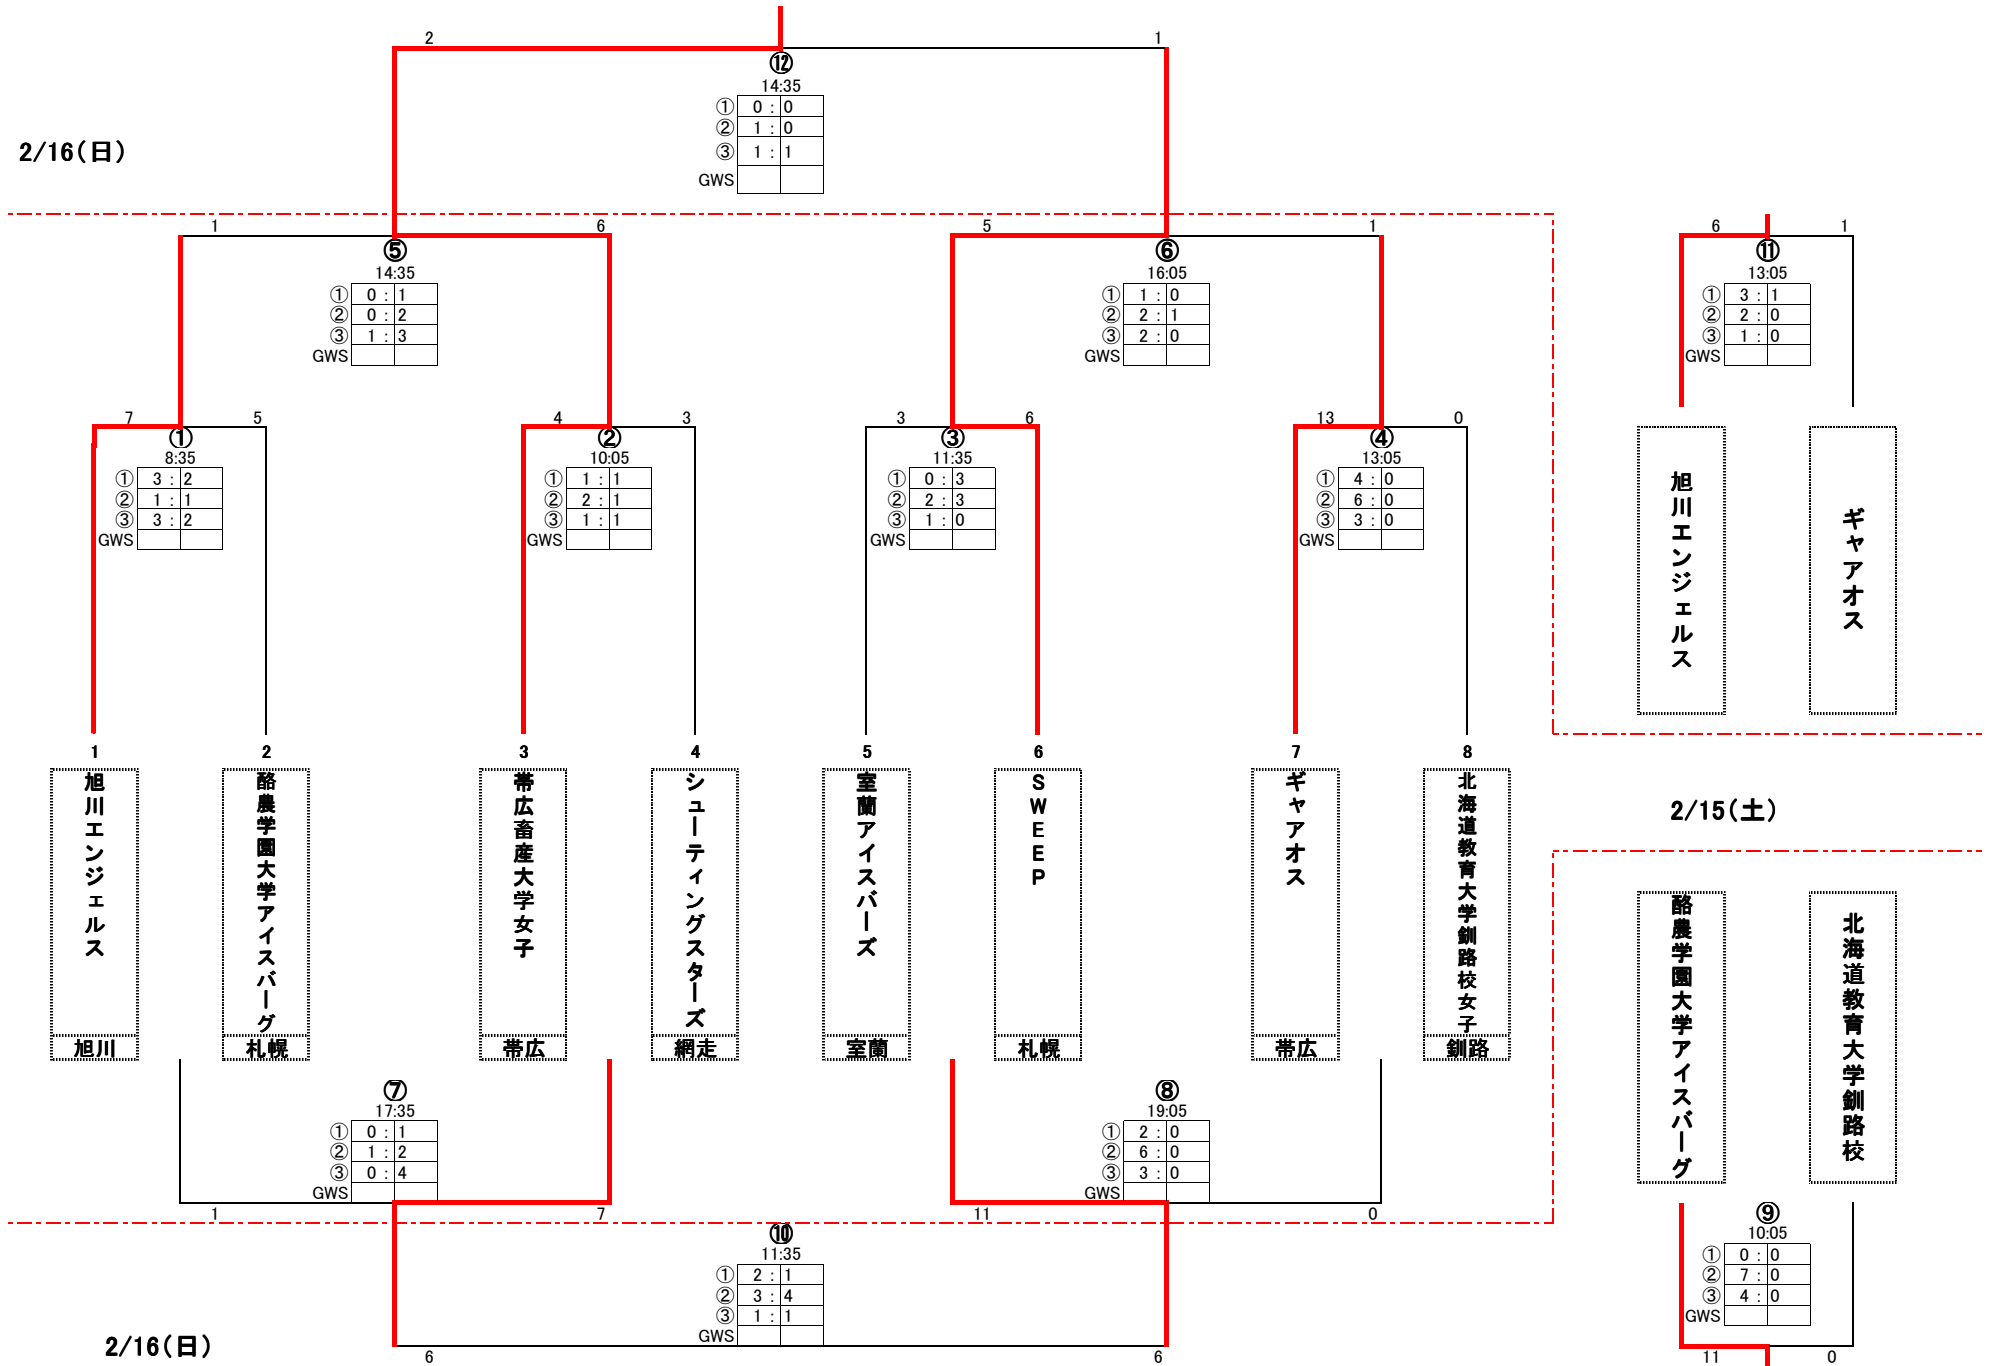 2 1
⑫
14:35
① 0 : 0
② 1 : 0
③ 1 : 1
GWS
2/16(日)
1 6
⑤
14:35
① 0 : 1
② 0 : 2
③ 1 : 3
GWS
5 1
⑥
16:05
① 1 : 0
② 2 : 1
③ 2 : 0
GWS
6 1
⑪
13:05
① 3 : 1
② 2 : 0
③ 1 : 0
GWS
旭川エンジェルス
ギャアオス
7 5
①
8:35
① 3 : 2
② 1 : 1
③ 3 : 2
GWS
4 3
②
10:05
① 1 : 1
② 2 : 1
③ 1 : 1
GWS
3 6
③
11:35
① 0 : 3
② 2 : 3
③ 1 : 0
GWS
13 0
④
13:05
① 4 : 0
② 6 : 0
③ 3 : 0
GWS
1
旭川エンジェルス
旭川
2
酪農学園大学アイスバーグ
札幌
3
帯広畜産大学女子
帯広
4
シューティングスターズ
網走
5
室蘭アイスバーズ
室蘭
6
SWEEP
札幌
7
ギャアオス
帯広
8
北海道教育大学釧路校女子
釧路
2/15(土)
酪農学園大学アイスバーグ
北海道教育大学釧路校
⑦
17:35
① 0 : 1
② 1 : 2
③ 0 : 4
GWS
1 7
⑧
19:05
① 2 : 0
② 6 : 0
③ 3 : 0
GWS
11 0
⑩
11:35
① 2 : 1
② 3 : 4
③ 1 : 1
GWS
6 6
2/16(日)
⑨
10:05
① 0 : 0
② 7 : 0
③ 4 : 0
GWS
11 0